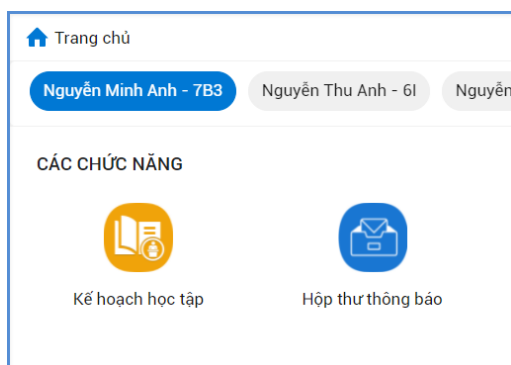 Trang chủ
Nguyễn Minh Anh - 7B3 Nguyễn Thu Anh - 6I Nguyễn
CÁC CHỨC NĂNG
Kế hoạch học tập Hộp thư thông báo